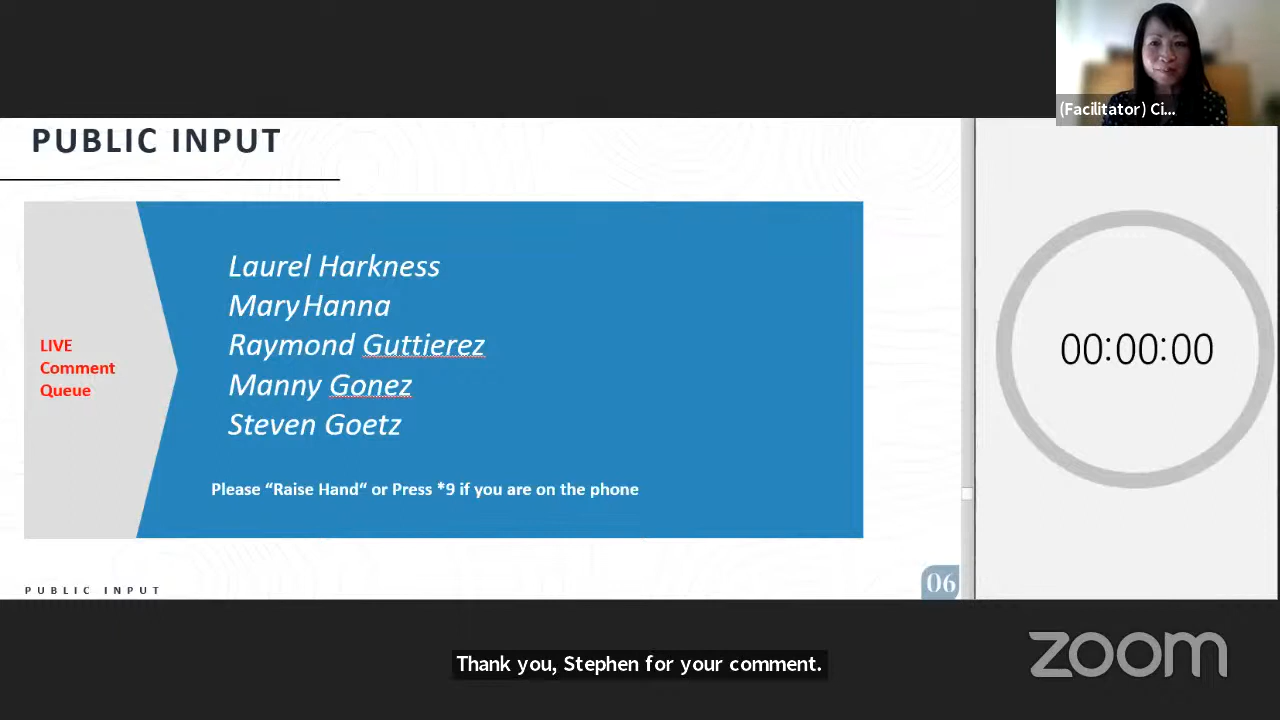 (Facilitator) Ci...
PUBLIC INPUT
LIVE
Comment
Queue
Laurel Harkness
Mary Hanna
Raymond Guttierez
Manny Gonez
Steven Goetz
Please “Raise Hand“ or Press *9 if you are on the phone
00:00:00
PUBLIC INPUT
06
Thank you, Stephen for your comment.
zoom